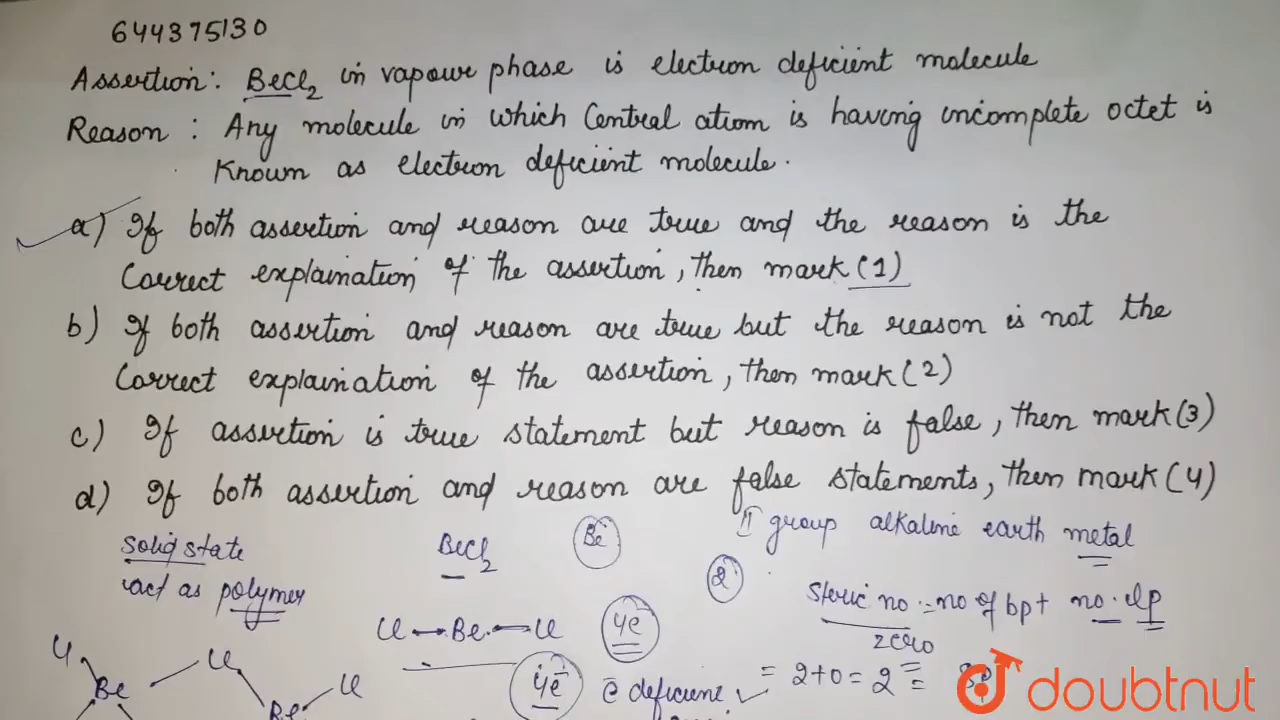 644375130
Assertion: BeCl2 in vapour phase is electron deficient molecule
Reason : Any molecule in which Central atom is having incomplete octet is
Known as electron deficient molecule.
a) If both assertion and reason are true and the reason is the
Correct explaination of the assertion, then mark (1)
b) If both assertion and reason are true but the reason is not the
Correct explaination of the assertion, then mark (2)
c) If assertion is true statement but reason is false, then mark (3)
d) If both assertion and reason are false statements, then mark (4)
Solid state
act as polymer
BeCl2
Be
II group alkaline earth metal
2
Steric no. = no of bp + no. lp
zero
= 2+0 = 2
Cl Be Cl
4e
4e
e deficient
Cl
Be
Cl
Be
Cl
doubtnut